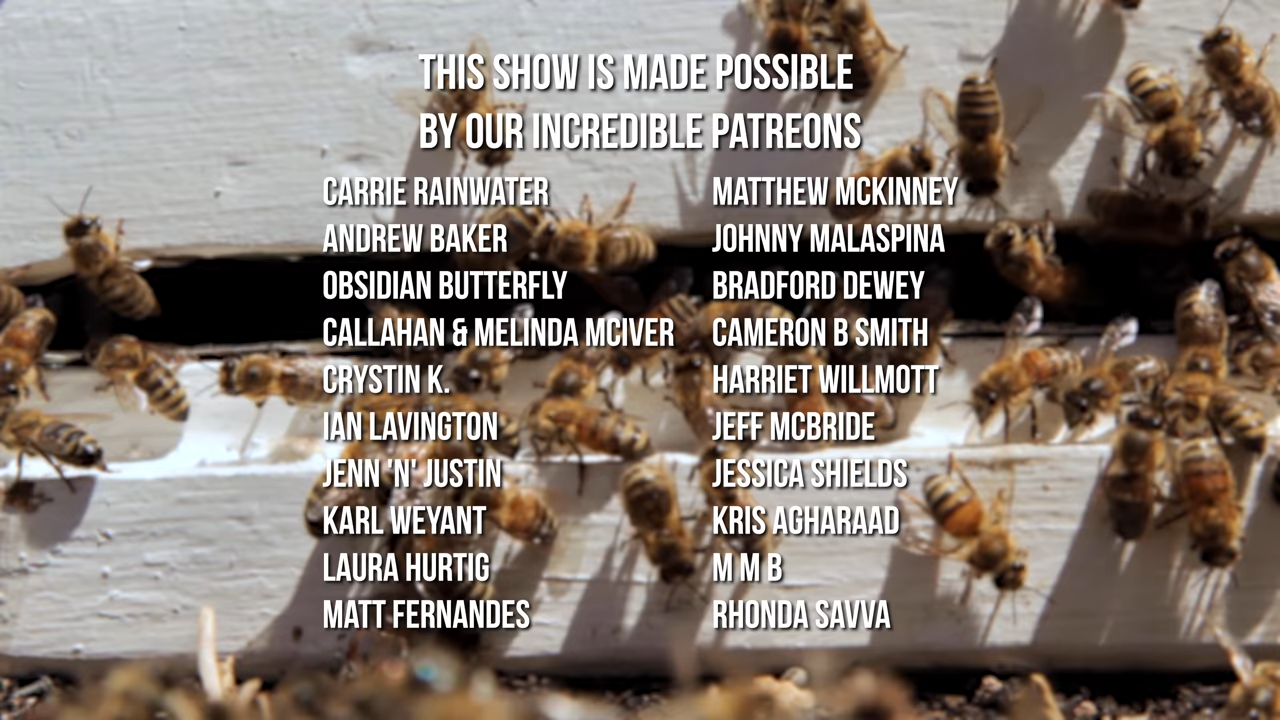 THIS SHOW IS MADE POSSIBLE
BY OUR INCREDIBLE PATREONS
CARRIE RAINWATER
ANDREW BAKER
OBSIDIAN BUTTERFLY
CALLAHAN & MELINDA MCIVER
CRYSTIN K.
IAN LAVINGTON
JENN 'N' JUSTIN
KARL WEYANT
LAURA HURTIG
MATT FERNANDES
MATTHEW MCKINNEY
JOHNNY MALASPINA
BRADFORD DEWEY
CAMERON B SMITH
HARRIET WILLMOTT
JEFF MCBRIDE
JESSICA SHIELDS
KRIS AGHARAAD
M M B
RHONDA SAVVA